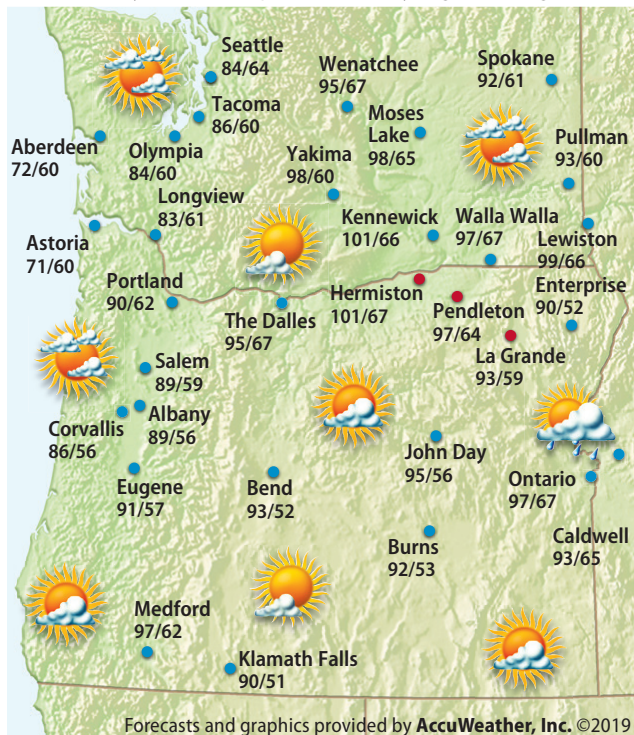 Seattle
84/64
Wenatchee
95/67
Spokane
92/61
Tacoma
86/60
Moses
Lake
98/65
Aberdeen
72/60
Olympia
84/60
Yakima
98/60
Pullman
93/60
Longview
83/61
Kennewick
101/66
Walla Walla
97/67
Lewiston
99/66
Astoria
71/60
Portland
90/62
The Dalles
95/67
Hermiston
101/67
Pendleton
97/64
Enterprise
90/52
La Grande
93/59
Salem
89/59
Albany
89/56
Corvallis
86/56
John Day
95/56
Ontario
97/67
Eugene
91/57
Bend
93/52
Burns
92/53
Caldwell
93/65
Medford
97/62
Klamath Falls
90/51
Forecasts and graphics provided by AccuWeather, Inc. ©2019